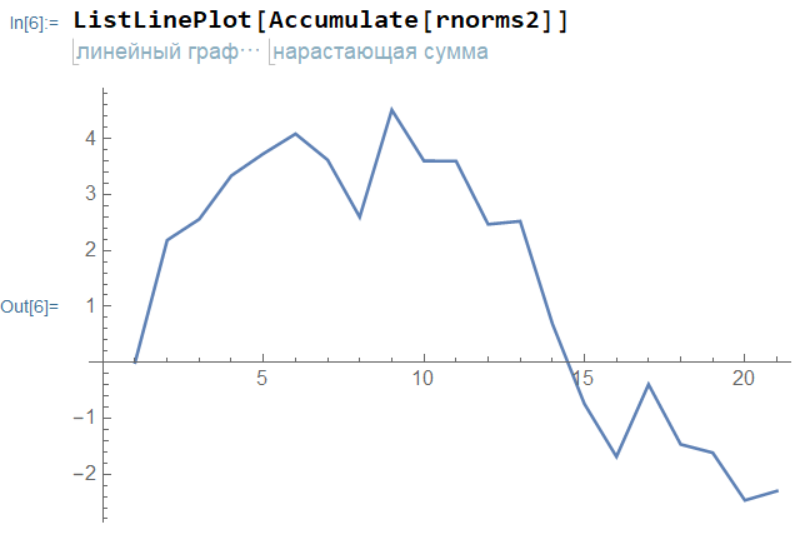 In[6]:= ListLinePlot[Accumulate[rnorms2]]
линейный граф··· нарастающая сумма
4
3
2
Out[6]= 1
5 10 15 20
−1
−2